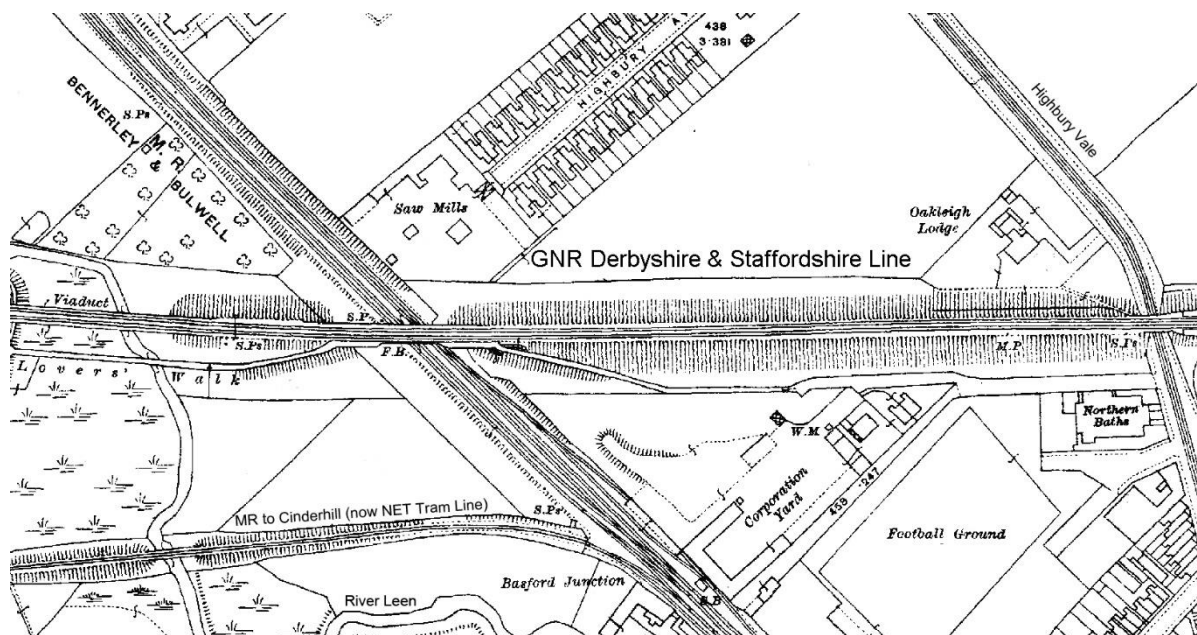 438
3·381
HIGHBURY A
Highbury Vale
BENNERLEY
& BULWELL
M. R.
S.Ps
Saw Mills
Oakleigh
Lodge
GNR Derbyshire & Staffordshire Line
Viaduct
S.Ps
S.Ps
F.B
M.P.
Lovers' Walk
W.M
Northern
Baths
Corporation
Yard
439
·247
Football Ground
MR to Cinderhill (now NET Tram Line)
S.Ps
Basford Junction
S.B
River Leen